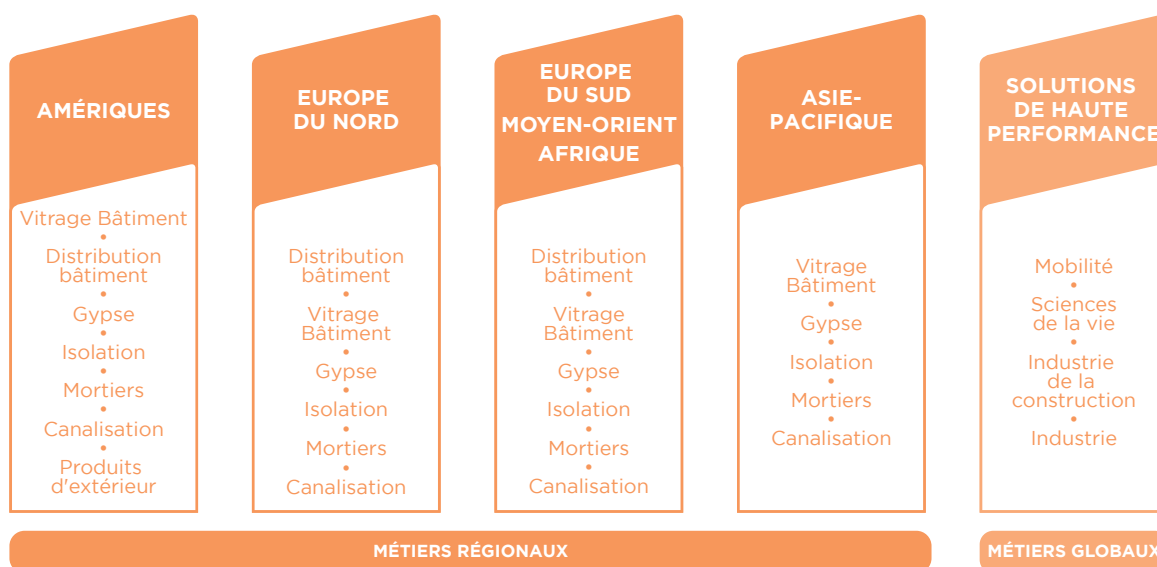 AMÉRIQUES
Vitrage Bâtiment
•
Distribution
bâtiment
•
Gypse
•
Isolation
•
Mortiers
•
Canalisation
•
Produits
d'extérieur
EUROPE
DU NORD
Distribution
bâtiment
•
Vitrage
Bâtiment
•
Gypse
•
Isolation
•
Mortiers
•
Canalisation
EUROPE
DU SUD
MOYEN-ORIENT
AFRIQUE
Distribution
bâtiment
•
Vitrage
Bâtiment
•
Gypse
•
Isolation
•
Mortiers
•
Canalisation
ASIE-
PACIFIQUE
Vitrage
Bâtiment
•
Gypse
•
Isolation
•
Mortiers
•
Canalisation
SOLUTIONS
DE HAUTE
PERFORMANCE
Mobilité
•
Sciences
de la vie
•
Industrie
de la
construction
•
Industrie
MÉTIERS RÉGIONAUX
MÉTIERS GLOBAUX